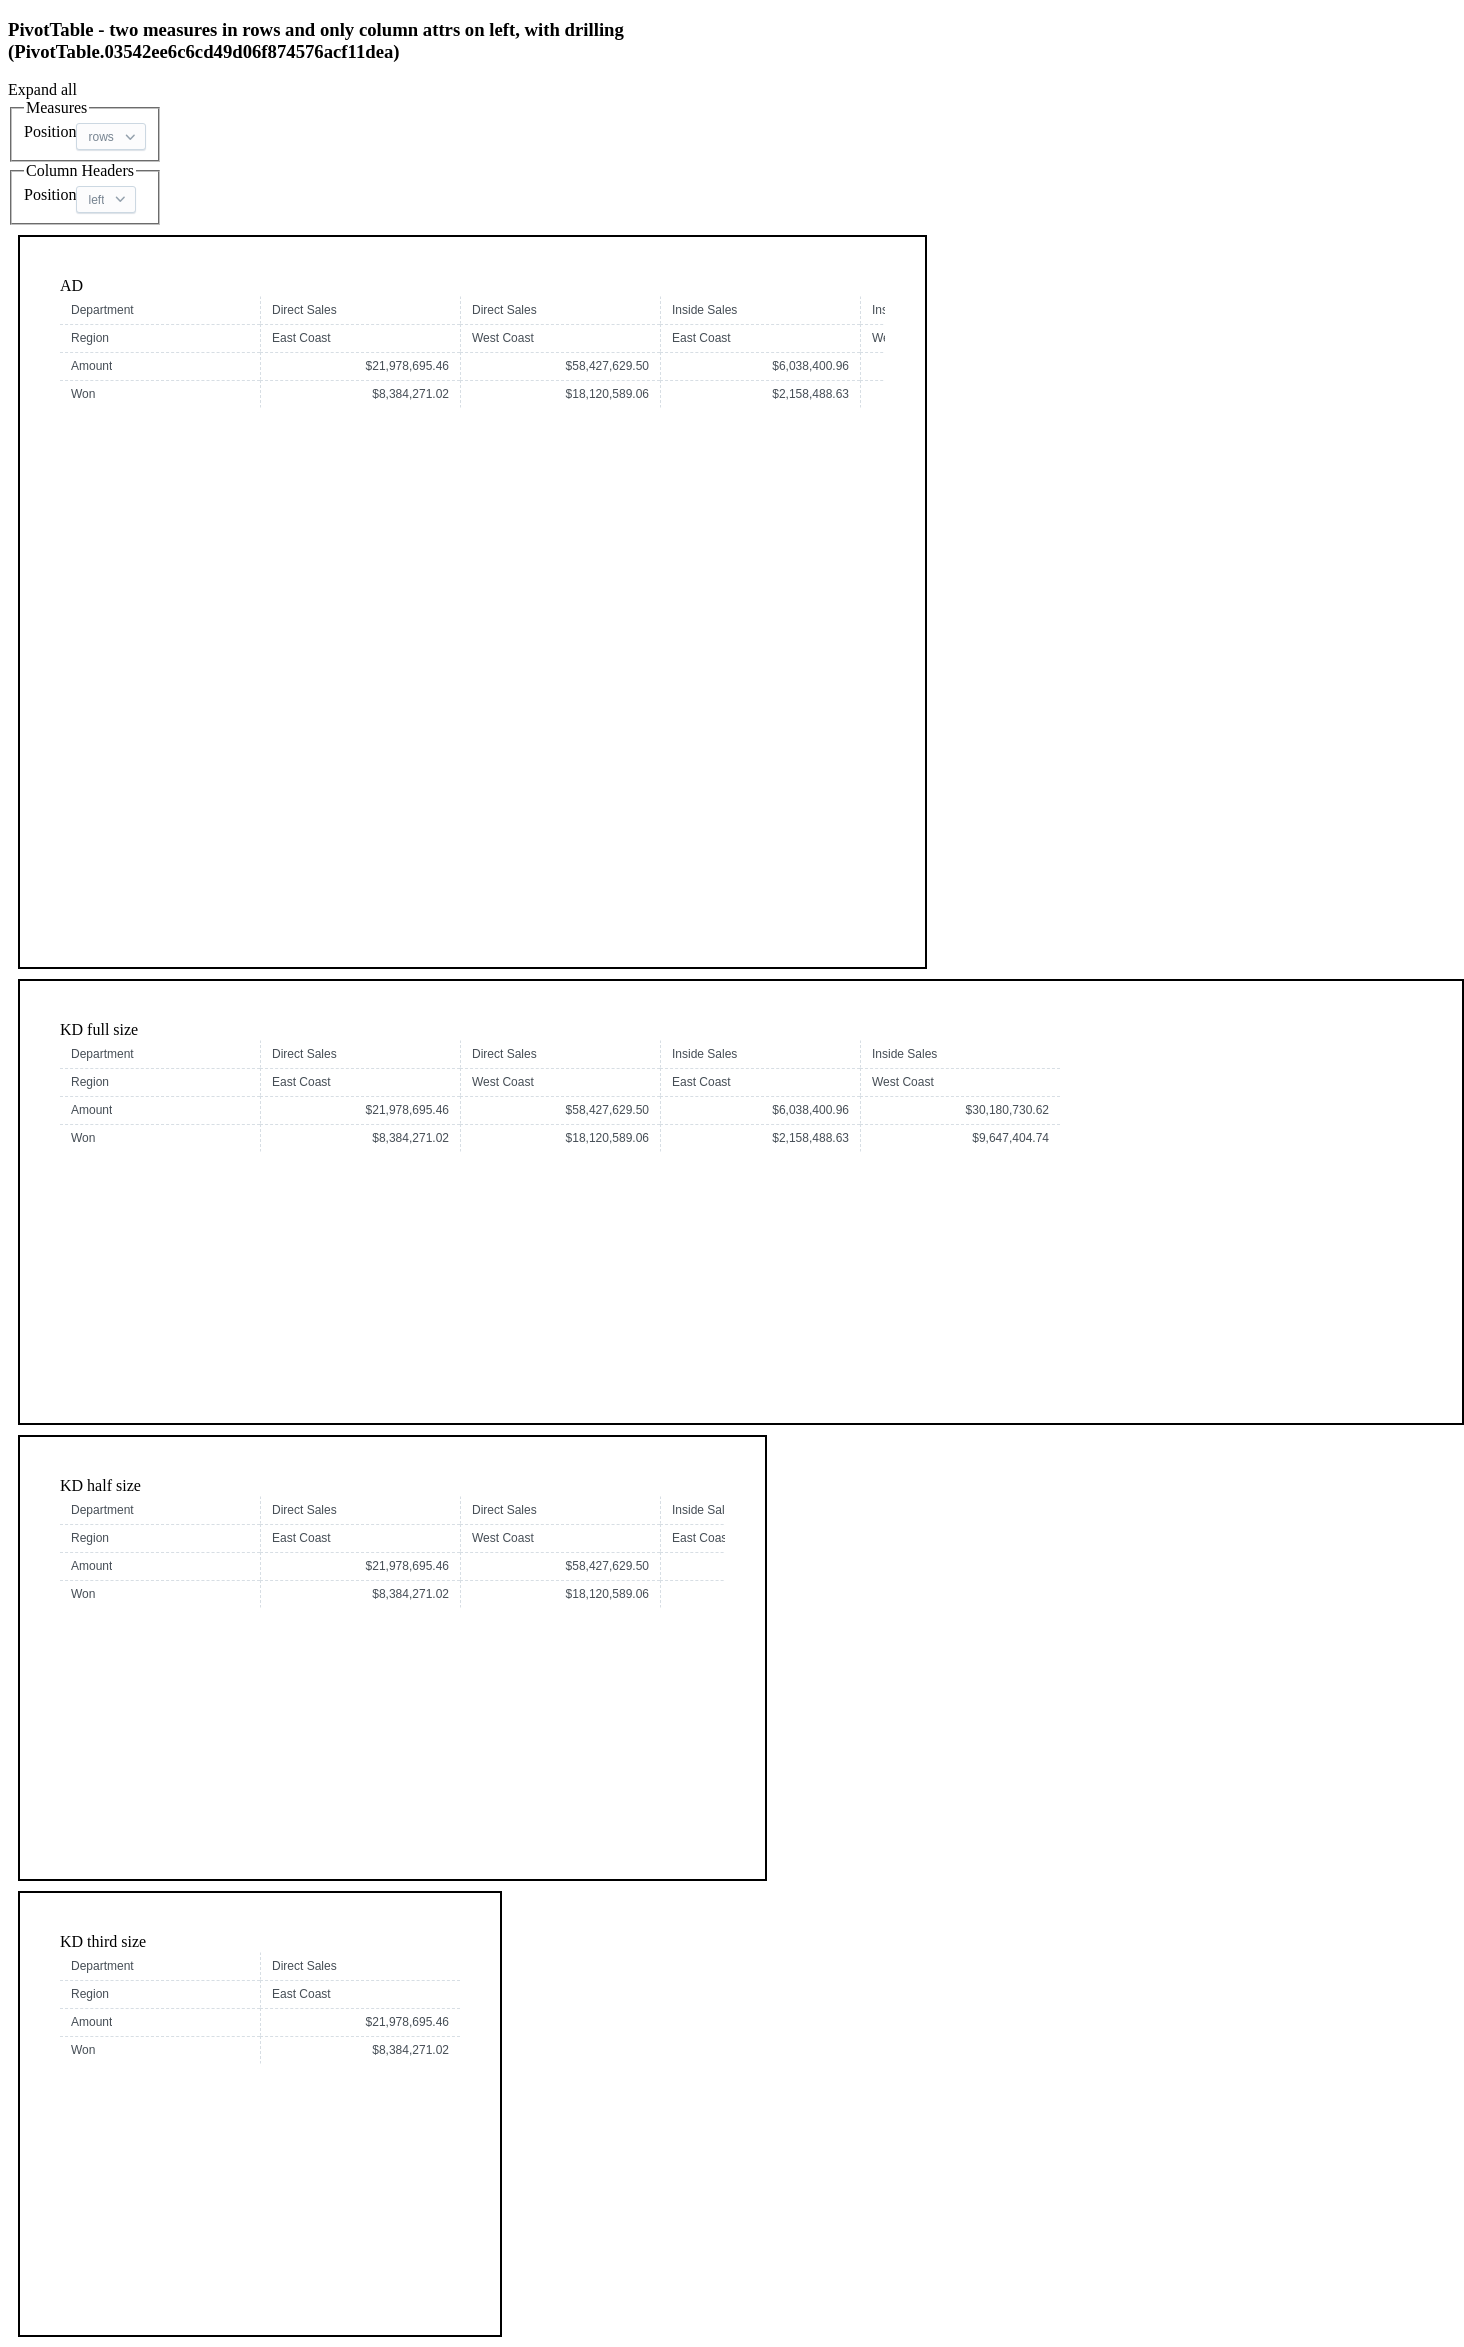 PivotTable - two measures in rows and only column attrs on left, with drilling
(PivotTable.03542ee6c6cd49d06f874576acf11dea)
Expand all
Measures
Position rows
Column Headers
Position left
AD
Department Direct Sales Direct Sales Inside Sales
Region East Coast West Coast East Coast
Amount $21,978,695.46 $58,427,629.50 $6,038,400.96
Won $8,384,271.02 $18,120,589.06 $2,158,488.63
KD full size
Department Direct Sales Direct Sales Inside Sales Inside Sales
Region East Coast West Coast East Coast West Coast
Amount $21,978,695.46 $58,427,629.50 $6,038,400.96 $30,180,730.62
Won $8,384,271.02 $18,120,589.06 $2,158,488.63 $9,647,404.74
KD half size
Department Direct Sales Direct Sales Inside Sal
Region East Coast West Coast East Coas
Amount $21,978,695.46 $58,427,629.50
Won $8,384,271.02 $18,120,589.06
KD third size
Department Direct Sales
Region East Coast
Amount $21,978,695.46
Won $8,384,271.02